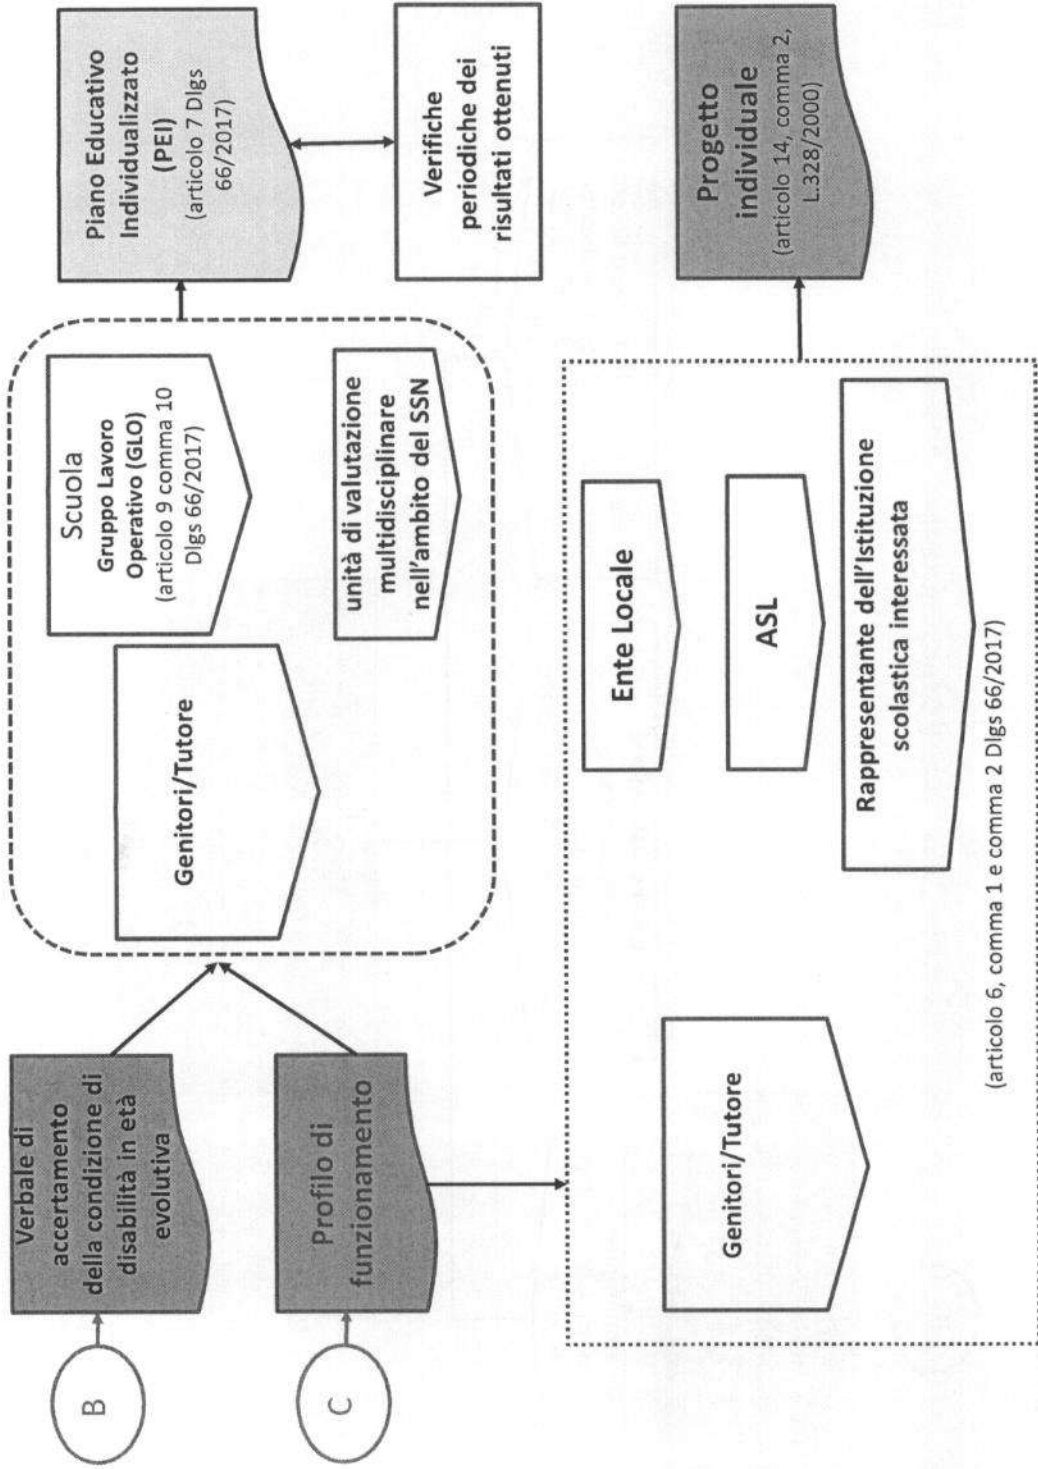 B
Verbale di
accertamento
della condizione di
disabilità in età
evolutiva
C
Profilo di
funzionamento
Genitori/Tutore
Scuola
Gruppo Lavoro
Operativo (GLO)
(articolo 9 comma 10
Dlgs 66/2017)
unità di valutazione
multidisciplinare
nell'ambito del SSN
Piano Educativo
Individualizzato
(PEI)
(articolo 7 Dlgs
66/2017)
Verifiche
periodiche dei
risultati ottenuti
Genitori/Tutore
Ente Locale
ASL
Rappresentante dell'Istituzione
scolastica interessata
(articolo 6, comma 1 e comma 2 Dlgs 66/2017)
Progetto
individuale
(articolo 14, comma 2,
L.328/2000)